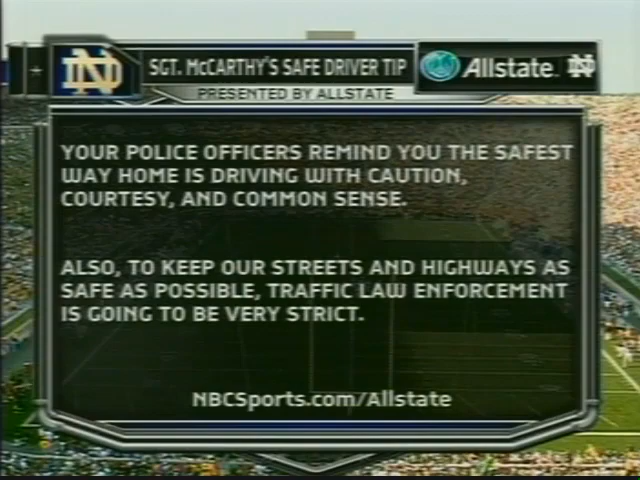 ND
SGT. McCARTHY'S SAFE DRIVER TIP
Allstate ND
PRESENTED BY ALLSTATE
YOUR POLICE OFFICERS REMIND YOU THE SAFEST
WAY HOME IS DRIVING WITH CAUTION,
COURTESY, AND COMMON SENSE.
ALSO, TO KEEP OUR STREETS AND HIGHWAYS AS
SAFE AS POSSIBLE, TRAFFIC LAW ENFORCEMENT
IS GOING TO BE VERY STRICT.
NBCSports.com/Allstate